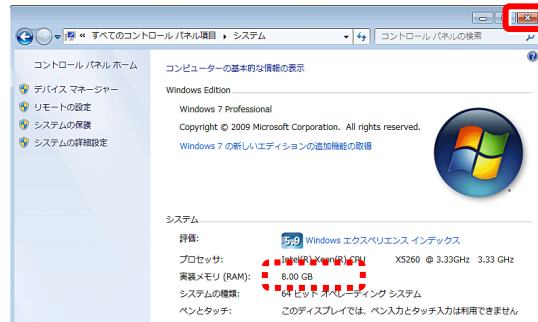 « すべてのコントロール パネル項目 › システム
コントロール パネルの検索
コントロール パネル ホーム
デバイス マネージャー
リモートの設定
システムの保護
システムの詳細設定
コンピューターの基本的な情報の表示
Windows Edition
Windows 7 Professional
Copyright © 2009 Microsoft Corporation. All rights reserved.
Windows 7 の新しいエディションの追加機能の取得
システム
評価: 5.9 Windows エクスペリエンス インデックス
プロセッサ: Intel(R) Xeon(R) CPU X5260 @ 3.33GHz 3.33 GHz
実装メモリ (RAM): 8.00 GB
システムの種類: 64 ビット オペレーティング システム
ペンとタッチ: このディスプレイでは、ペン入力とタッチ入力は利用できません